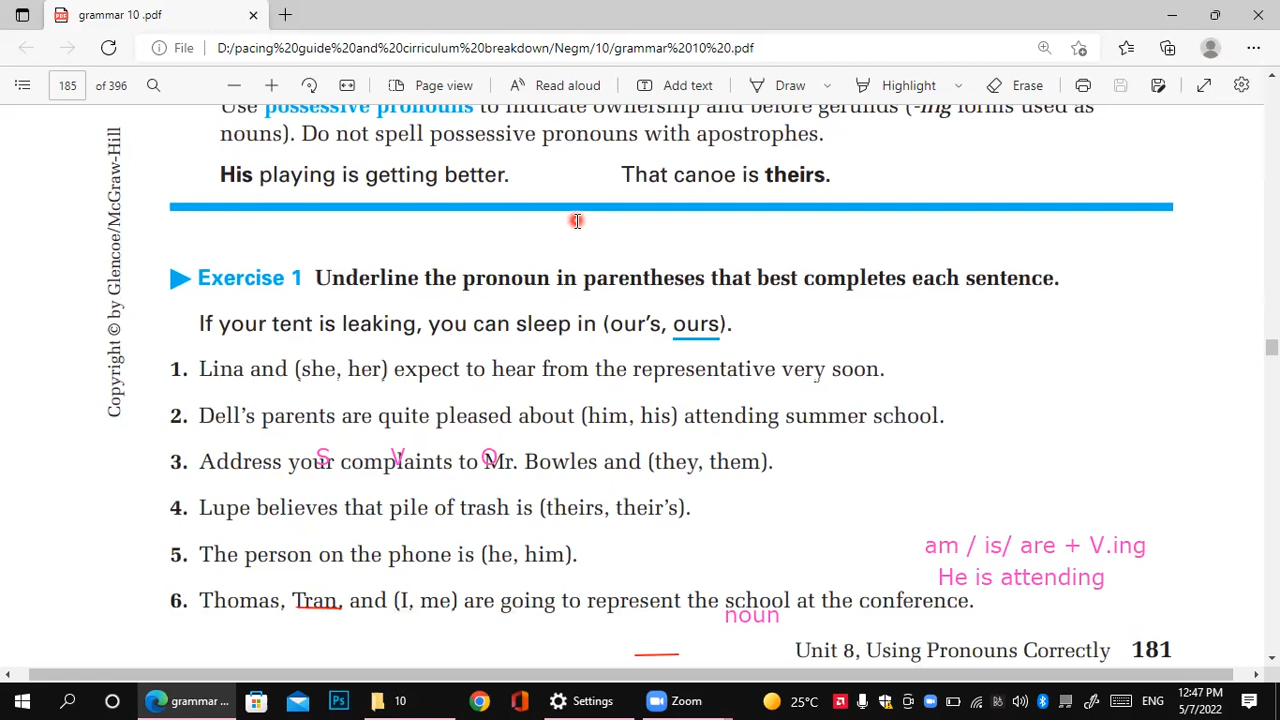 grammar 10 .pdf
File
D:/pacing%20guide%20and%20cirriculum%20breakdown/Negm/10/grammar%2010%20.pdf
185 of 396
Page view
Read aloud
Add text
Draw
Highlight
Erase
Use possessive pronouns to indicate ownership and before gerunds (-ing forms used as
nouns). Do not spell possessive pronouns with apostrophes.
His playing is getting better. That canoe is theirs.
Copyright © by Glencoe/McGraw-Hill
Exercise 1 Underline the pronoun in parentheses that best completes each sentence.
If your tent is leaking, you can sleep in (our's, ours).
1. Lina and (she, her) expect to hear from the representative very soon.
2. Dell's parents are quite pleased about (him, his) attending summer school.
S V O
3. Address your complaints to Mr. Bowles and (they, them).
4. Lupe believes that pile of trash is (theirs, their's).
am / is/ are + V.ing
5. The person on the phone is (he, him).
He is attending
6. Thomas, Tran, and (I, me) are going to represent the school at the conference.
noun
Unit 8, Using Pronouns Correctly 181
grammar ...
Ps
10
Settings
Zoom
25°C
ENG
12:47 PM
5/7/2022